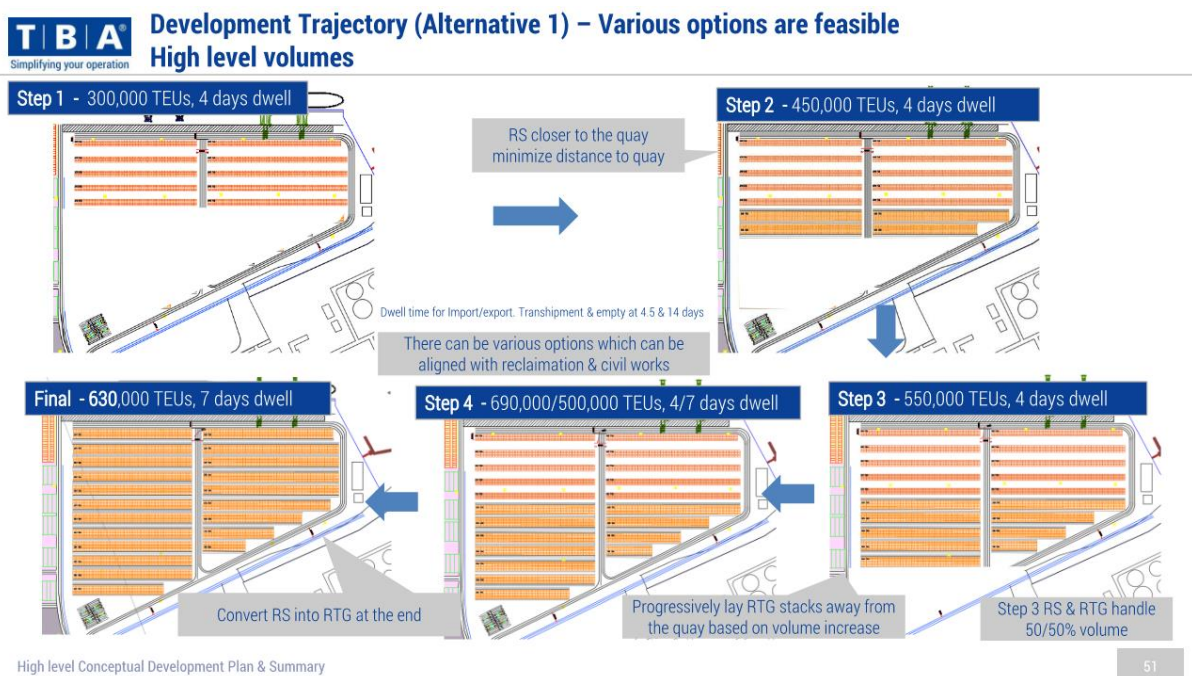 T|B|A®
Simplifying your operation
Development Trajectory (Alternative 1) – Various options are feasible
High level volumes
Step 1 - 300,000 TEUs, 4 days dwell
RS closer to the quay
minimize distance to quay
Step 2 - 450,000 TEUs, 4 days dwell
Dwell time for Import/export. Transhipment & empty at 4.5 & 14 days
There can be various options which can be
aligned with reclaimation & civil works
Final - 630,000 TEUs, 7 days dwell
Step 4 - 690,000/500,000 TEUs, 4/7 days dwell
Step 3 - 550,000 TEUs, 4 days dwell
Convert RS into RTG at the end
Progressively lay RTG stacks away from
the quay based on volume increase
Step 3 RS & RTG handle
50/50% volume
High level Conceptual Development Plan & Summary
51